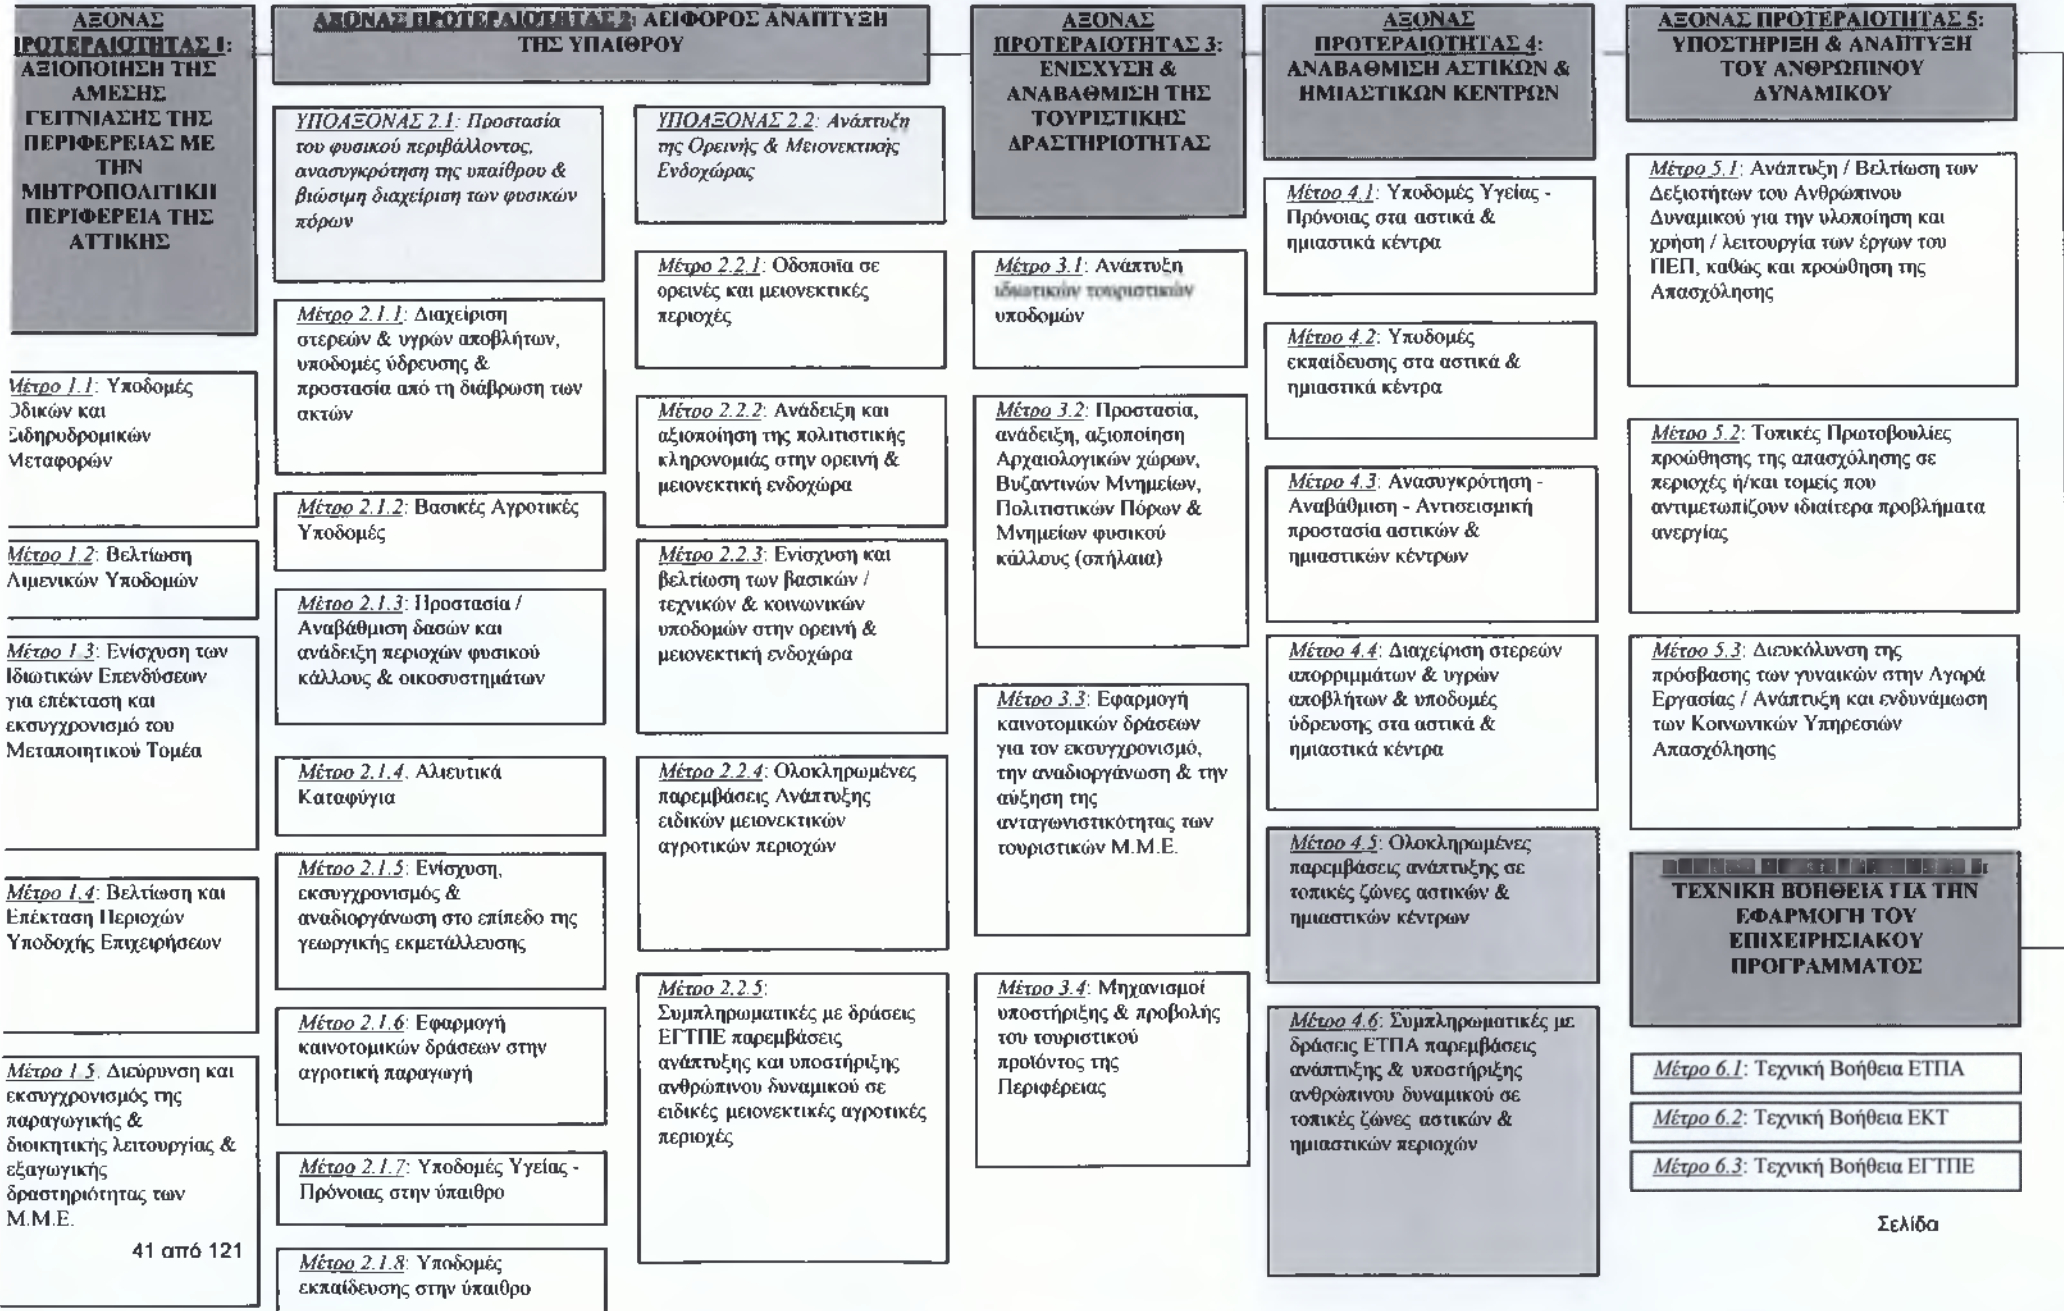 ΑΞΟΝΑΣ
ΠΡΟΤΕΡΑΙΟΤΗΤΑΣ 1:
ΑΞΙΟΠΟΙΗΣΗ ΤΗΣ
ΑΜΕΣΗΣ
ΓΕΙΤΝΙΑΣΗΣ ΤΗΣ
ΠΕΡΙΦΕΡΕΙΑΣ ΜΕ
ΤΗΝ
ΜΗΤΡΟΠΟΛΙΤΙΚΗ
ΠΕΡΙΦΕΡΕΙΑ ΤΗΣ
ΑΤΤΙΚΗΣ
Μέτρο 1.1: Υποδομές
Οδικών και
Σιδηρυδρομικών
Μεταφορών
Μέτρο 1.2: Βελτίωση
Λιμενικών Υποδομών
Μέτρο 1.3: Ενίσχυση των
Ιδιωτικών Επενδύσεων
για επέκταση και
εκσυγχρονισμό του
Μεταποιητικού Τομέα
Μέτρο 1.4: Βελτίωση και
Επέκταση Περιοχών
Υποδοχής Επιχειρήσεων
Μέτρο 1.5. Διεύρυνση και
εκσυγχρονισμός της
παραγωγικής &
διοικητικής λειτουργίας &
εξαγωγικής
δραστηριότητας των
Μ.Μ.Ε.
41 από 121
ΑΞΟΝΑΣ ΠΡΟΤΕΡΑΙΟΤΗΤΑΣ 2: ΑΕΙΦΟΡΟΣ ΑΝΑΠΤΥΞΗ
ΤΗΣ ΥΠΑΙΘΡΟΥ
ΥΠΟΑΞΟΝΑΣ 2.1: Προστασία
του φυσικού περιβάλλοντος,
ανασυγκρότηση της υπαίθρου &
βιώσιμη διαχείριση των φυσικών
πόρων
Μέτρο 2.1.1: Διαχείριση
στερεών & υγρών αποβλήτων,
υποδομές ύδρευσης &
προστασία από τη διάβρωση των
ακτών
Μέτρο 2.1.2: Βασικές Αγροτικές
Υποδομές
Μέτρο 2.1.3: Προστασία /
Αναβάθμιση δασών και
ανάδειξη περιοχών φυσικού
κάλλους & οικοσυστημάτων
Μέτρο 2.1.4. Αλιευτικά
Καταφύγια
Μέτρο 2.1.5: Ενίσχυση,
εκσυγχρονισμός &
αναδιοργάνωση στο επίπεδο της
γεωργικής εκμετάλλευσης
Μέτρο 2.1.6: Εφαρμογή
καινοτομικών δράσεων στην
αγροτική παραγωγή
Μέτρο 2.1.7: Υποδομές Υγείας -
Πρόνοιας στην ύπαιθρο
Μέτρο 2.1.8: Υποδομές
εκπαίδευσης στην ύπαιθρο
ΥΠΟΑΞΟΝΑΣ 2.2: Ανάπτυξη
της Ορεινής & Μειονεκτικής
Ενδοχώρας
Μέτρο 2.2.1: Οδοποιϊα σε
ορεινές και μειονεκτικές
περιοχές
Μέτρο 2.2.2: Ανάδειξη και
αξιοποίηση της πολιτιστικής
κληρονομιάς στην ορεινή &
μειονεκτική ενδοχώρα
Μέτρο 2.2.3: Ενίσχυση και
βελτίωση των βασικών /
τεχνικών & κοινωνικών
υποδομών στην ορεινή &
μειονεκτική ενδοχώρα
Μέτρο 2.2.4: Ολοκληρωμένες
παρεμβάσεις Ανάπτυξης
ειδικών μειονεκτικών
αγροτικών περιοχών
Μέτρο 2.2.5:
Συμπληρωματικές με δράσεις
ΕΓΤΠΕ παρεμβάσεις
ανάπτυξης και υποστήριξης
ανθρώπινου δυναμικού σε
ειδικές μειονεκτικές αγροτικές
περιοχές
ΑΞΟΝΑΣ
ΠΡΟΤΕΡΑΙΟΤΗΤΑΣ 3:
ΕΝΙΣΧΥΣΗ &
ΑΝΑΒΑΘΜΙΣΗ ΤΗΣ
ΤΟΥΡΙΣΤΙΚΗΣ
ΔΡΑΣΤΗΡΙΟΤΗΤΑΣ
Μέτρο 3.1: Ανάπτυξη
ιδιωτικών τουριστικών
υποδομών
Μέτρο 3.2: Προστασία,
ανάδειξη, αξιοποίηση
Αρχαιολογικών χώρων,
Βυζαντινών Μνημείων,
Πολιτιστικών Πόρων &
Μνημείων φυσικού
κάλλους (σπήλαια)
Μέτρο 3.3: Εφαρμογή
καινοτομικών δράσεων
για τον εκσυγχρονισμό,
την αναδιοργάνωση & την
αύξηση της
ανταγωνιστικότητας των
τουριστικών Μ.Μ.Ε.
Μέτρο 3.4: Μηχανισμοί
υποστήριξης & προβολής
του τουριστικού
προϊόντος της
Περιφέρειας
ΑΞΟΝΑΣ
ΠΡΟΤΕΡΑΙΟΤΗΤΑΣ 4:
ΑΝΑΒΑΘΜΙΣΗ ΑΣΤΙΚΩΝ &
ΗΜΙΑΣΤΙΚΩΝ ΚΕΝΤΡΩΝ
Μέτρο 4.1: Υποδομές Υγείας -
Πρόνοιας στα αστικά &
ημιαστικά κέντρα
Μέτρο 4.2: Υποδομές
εκπαίδευσης στα αστικά &
ημιαστικά κέντρα
Μέτρο 4.3: Ανασυγκρότηση -
Αναβάθμιση - Αντισεισμική
προστασία αστικών &
ημιαστικών κέντρων
Μέτρο 4.4: Διαχείριση στερεών
απορριμμάτων & υγρών
αποβλήτων & υποδομές
ύδρευσης στα αστικά &
ημιαστικά κέντρα
Μέτρο 4.5: Ολοκληρωμένες
παρεμβάσεις ανάπτυξης σε
τοπικές ζώνες αστικών &
ημιαστικών κέντρων
Μέτρο 4.6: Συμπληρωματικές με
δράσεις ΕΤΠΑ παρεμβάσεις
ανάπτυξης & υποστήριξης
ανθρώπινου δυναμικού σε
τοπικές ζώνες αστικών &
ημιαστικών περιοχών
ΑΞΟΝΑΣ ΠΡΟΤΕΡΑΙΟΤΗΤΑΣ 5:
ΥΠΟΣΤΗΡΙΞΗ & ΑΝΑΠΤΥΞΗ
ΤΟΥ ΑΝΘΡΩΠΙΝΟΥ
ΔΥΝΑΜΙΚΟΥ
Μέτρο 5.1: Ανάπτυξη / Βελτίωση των
Δεξιοτήτων του Ανθρώπινου
Δυναμικού για την υλοποίηση και
χρήση / λειτουργία των έργων του
ΠΕΠ, καθώς και προώθηση της
Απασχόλησης
Μέτρο 5.2: Τοπικές Πρωτοβουλίες
προώθησης της απασχόλησης σε
περιοχές ή/και τομείς που
αντιμετωπίζουν ιδιαίτερα προβλήματα
ανεργίας
Μέτρο 5.3: Διευκόλυνση της
πρόσβασης των γυναικών στην Αγορά
Εργασίας / Ανάπτυξη και ενδυνάμωση
των Κοινωνικών Υπηρεσιών
Απασχόλησης
ΤΕΧΝΙΚΗ ΒΟΗΘΕΙΑ ΓΙΑ ΤΗΝ
ΕΦΑΡΜΟΓΗ ΤΟΥ
ΕΠΙΧΕΙΡΗΣΙΑΚΟΥ
ΠΡΟΓΡΑΜΜΑΤΟΣ
Μέτρο 6.1: Τεχνική Βοήθεια ΕΤΠΑ
Μέτρο 6.2: Τεχνική Βοήθεια ΕΚΤ
Μέτρο 6.3: Τεχνική Βοήθεια ΕΓΤΠΕ
Σελίδα